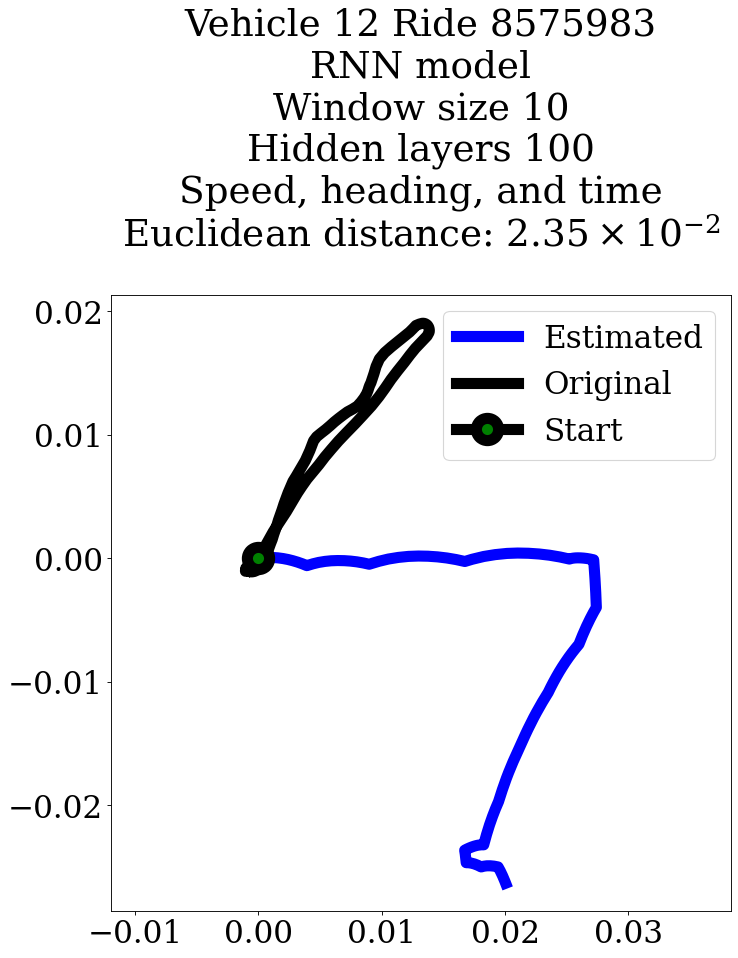 Vehicle 12 Ride 8575983
RNN model
Window size 10
Hidden layers 100
Speed, heading, and time
Euclidean distance: 2.35 × 10⁻²
Estimated
Original
Start
0.02
0.01
0.00
−0.01
−0.02
−0.01 0.00 0.01 0.02 0.03